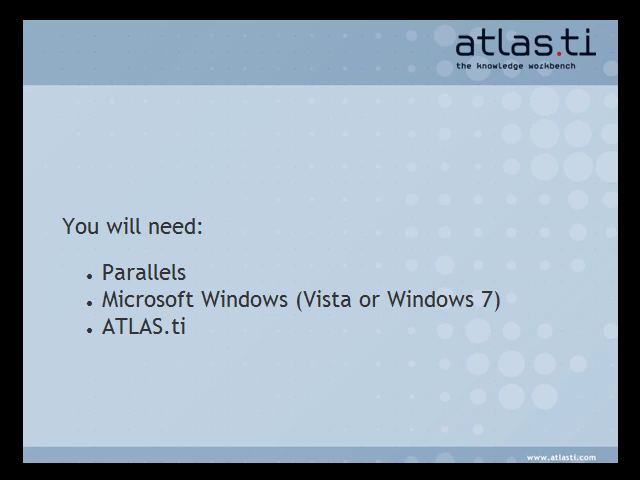 atlas.ti
the knowledge workbench
You will need:
• Parallels
• Microsoft Windows (Vista or Windows 7)
• ATLAS.ti
www.atlasti.com